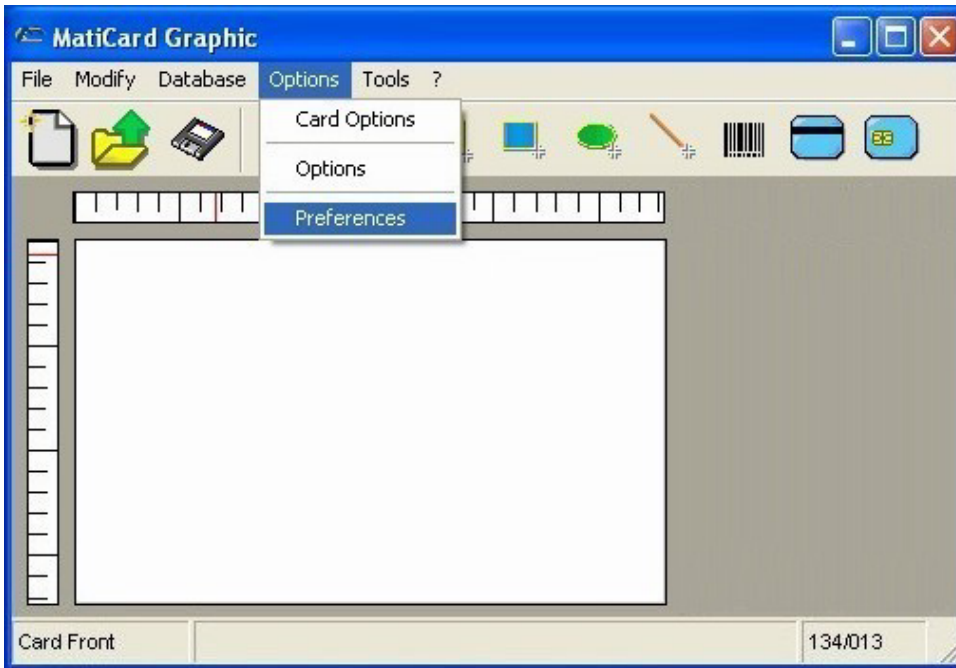 MatiCard Graphic
File Modify Database Options Tools ?
Card Options
Options
Preferences
Card Front 134/013